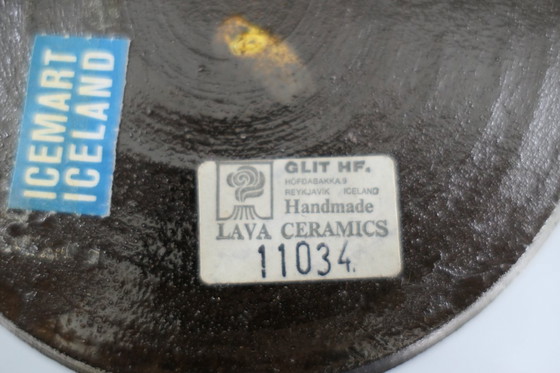 ICEMART
ICELAND
GLIT HF.
HÖFÐABAKKA 9
REYKJAVIK ICELAND
Handmade
LAVA CERAMICS
11034